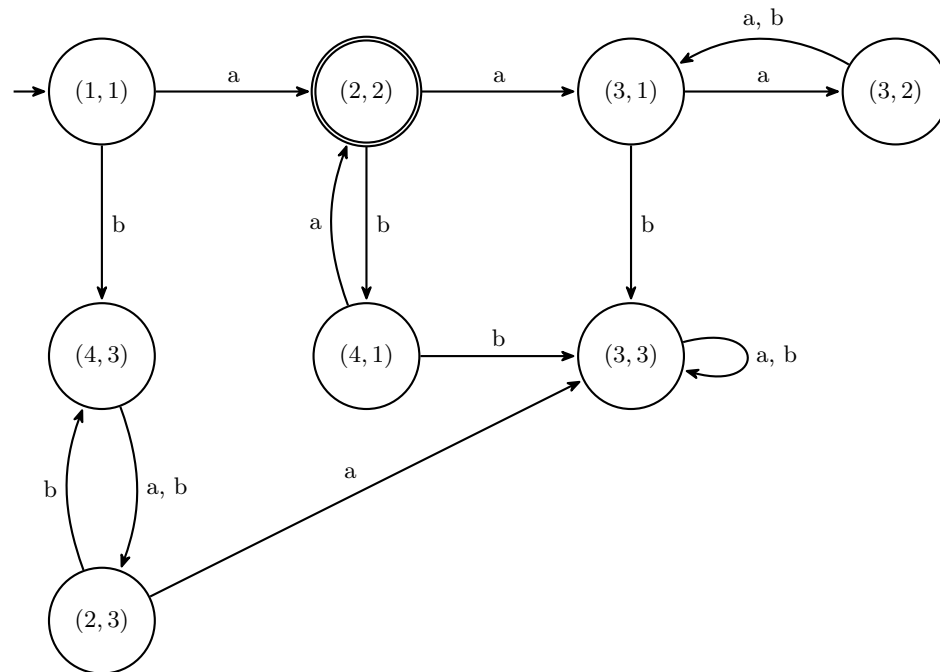 a, b
(1, 1) a (2, 2) a (3, 1) a (3, 2)
b a b b
(4, 3) (4, 1) b (3, 3) a, b
b a, b a
(2, 3)